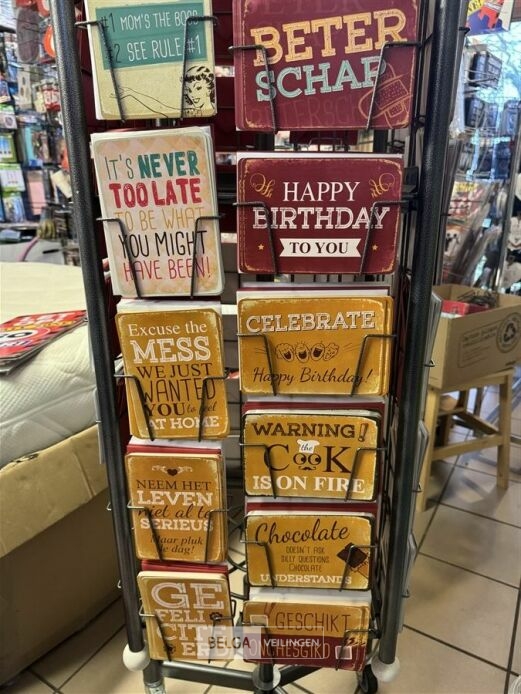 #1 MOM'S THE BOSS
#2 SEE RULE #1
BETER
SCHAP
IT'S NEVER
TOO LATE
TO BE WHAT
YOU MIGHT
HAVE BEEN!
HAPPY
BIRTHDAY
TO YOU
Excuse the
MESS
WE JUST
WANTED
YOU to feel
AT HOME
CELEBRATE
Happy Birthday!
WARNING!
the
COOK
IS ON FIRE
NEEM HET
LEVEN
niet al te
SERIEUS
Maar pluk
de dag!
Chocolate
DOESN'T ASK
SILLY QUESTIONS
CHOCOLATE
UNDERSTANDS
GE
FELI
CIT
ER
GESCHIKT
BELGA VEILINGEN